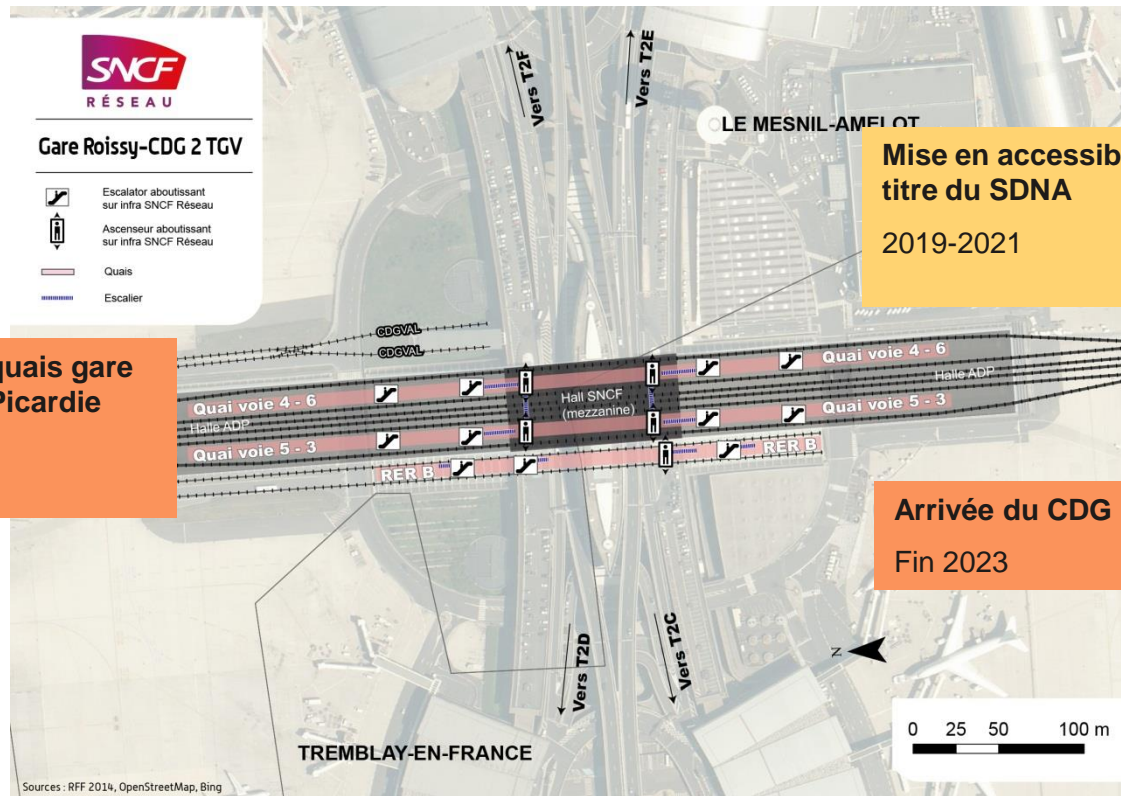 SNCF
RÉSEAU
Gare Roissy-CDG 2 TGV
Escalator aboutissant
sur infra SNCF Réseau
Ascenseur aboutissant
sur infra SNCF Réseau
Quais
Escalier
Vers T2F
Vers T2E
LE MESNIL-AMELOT
Mise en accessib
titre du SDNA
2019-2021
CDGVAL
CDGVAL
quais gare
Picardie
Quai voie 4 - 6
Halle ADP
Quai voie 5 - 3
RER B
Hall SNCF
(mezzanine)
Quai voie 4 - 6
Halle ADP
Quai voie 5 - 3
RER B
Arrivée du CDG
Fin 2023
Vers T2D
Vers T2C
N
TREMBLAY-EN-FRANCE
0 25 50 100 m
Sources : RFF 2014, OpenStreetMap, Bing